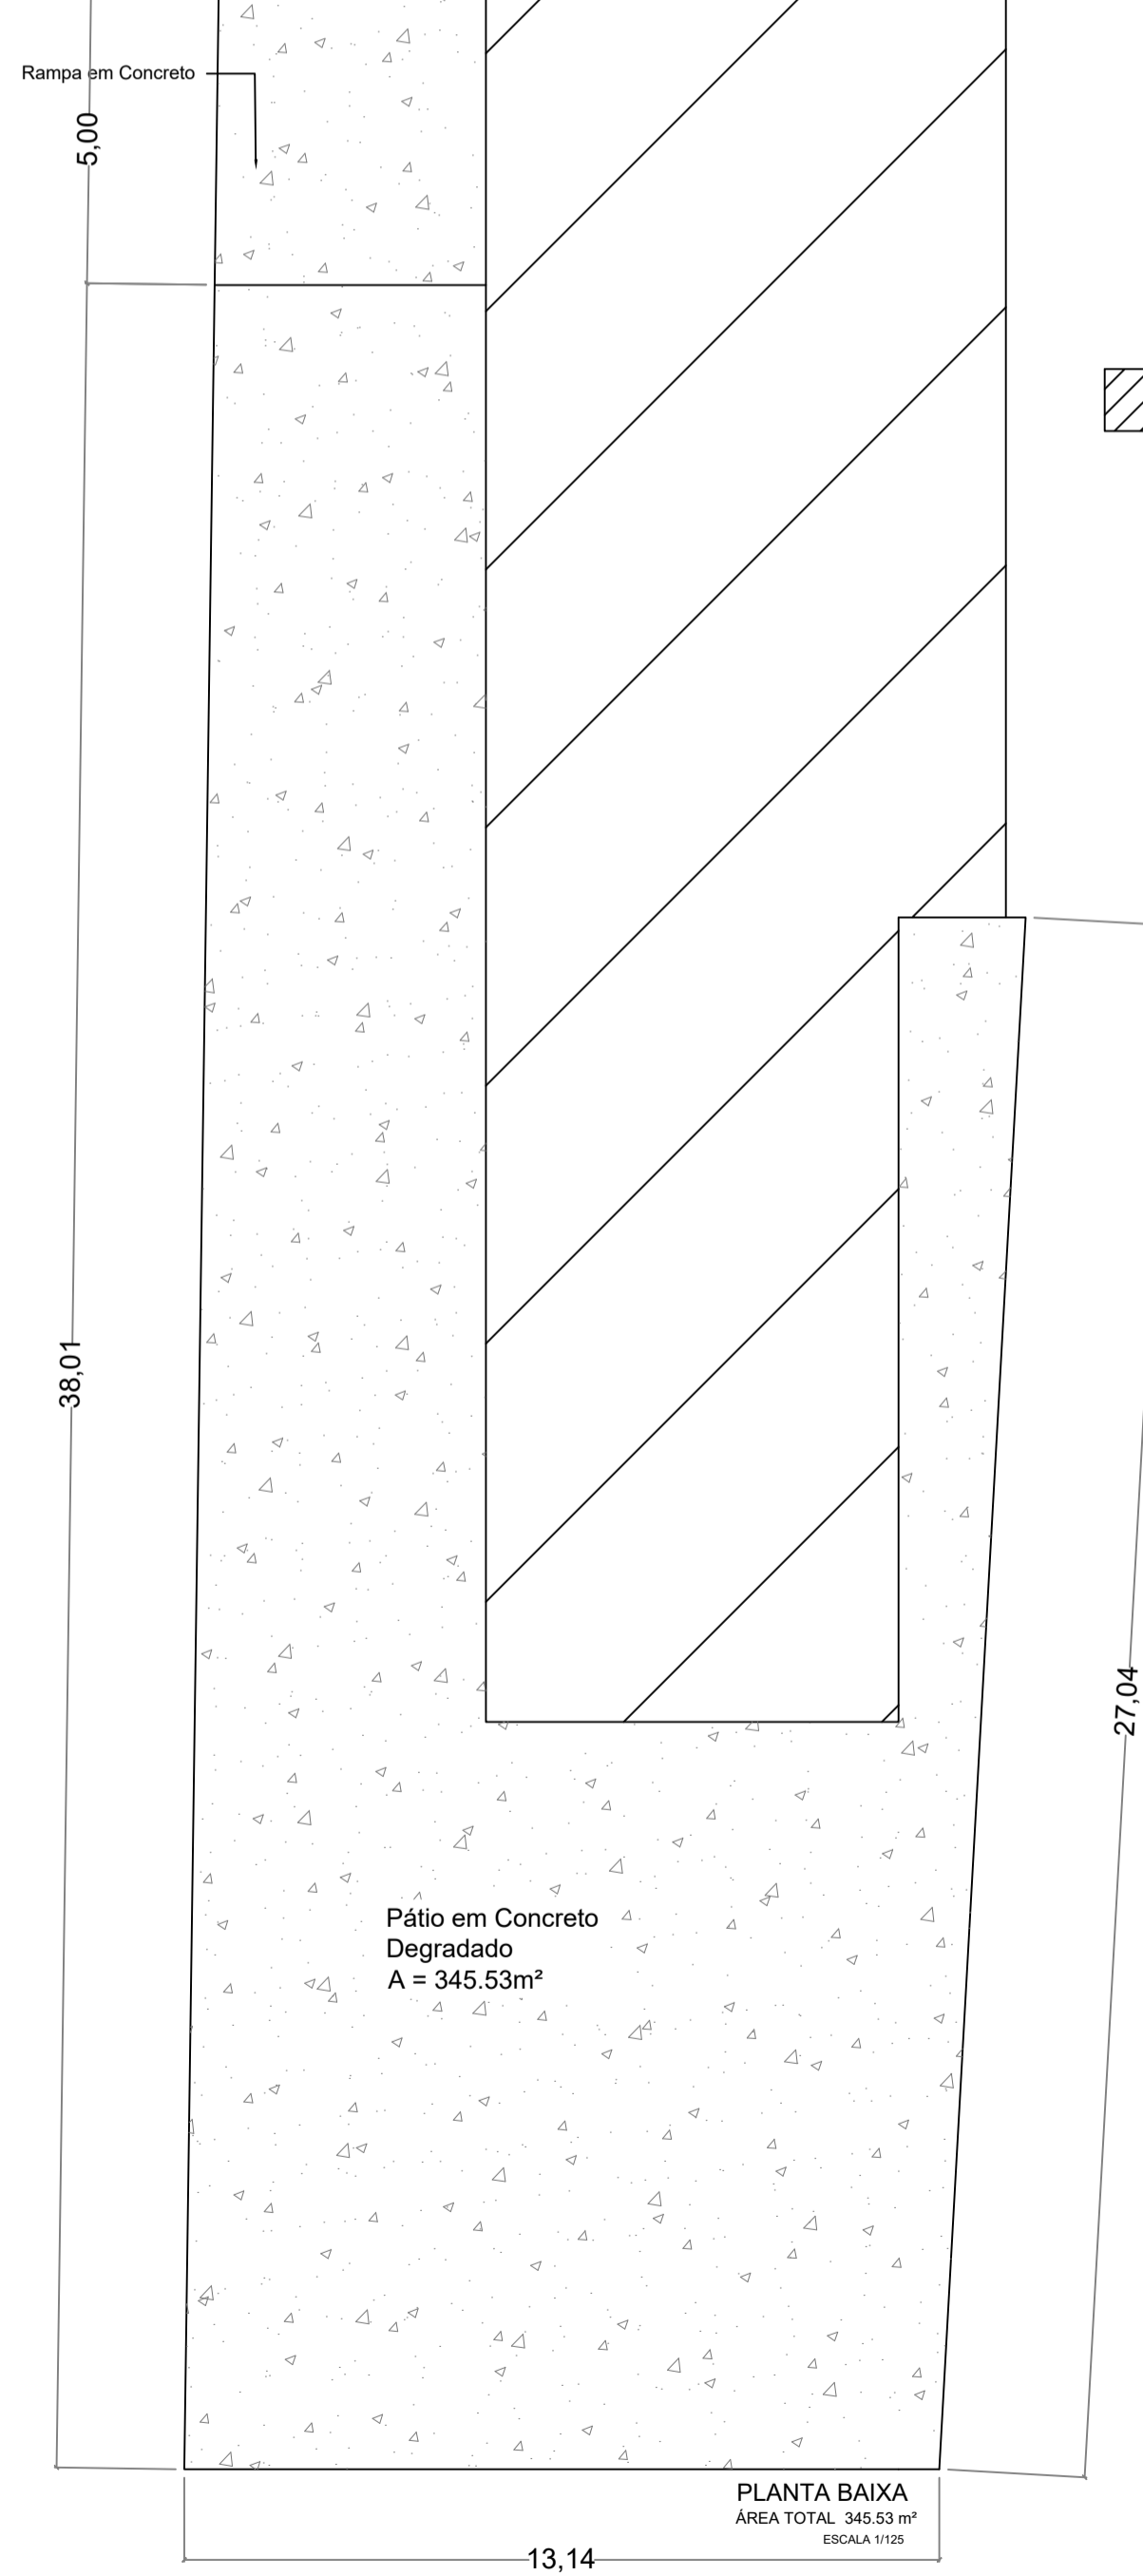 Rampa em Concreto
5,00
38,01
27,04
Pátio em Concreto
Degradado
A = 345.53m²
PLANTA BAIXA
ÁREA TOTAL 345.53 m²
ESCALA 1/125
13,14